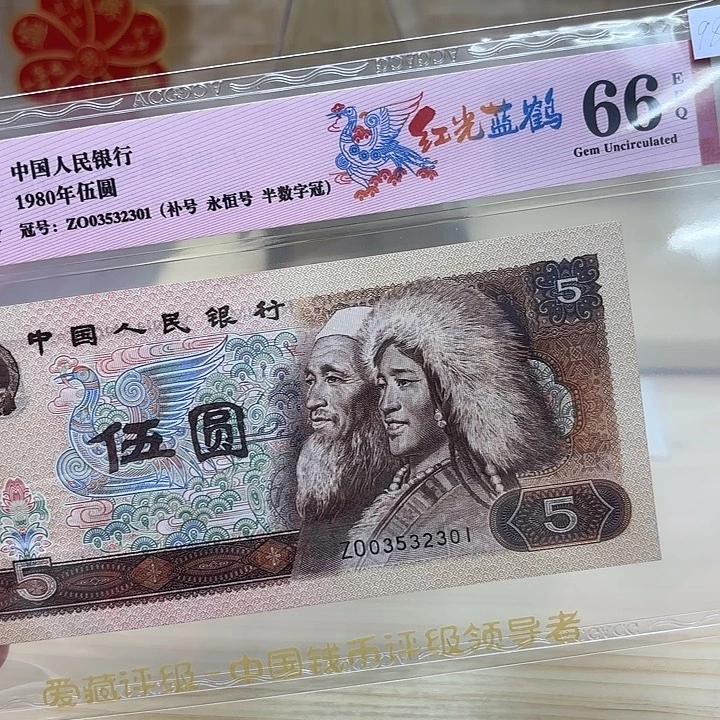 中国人民银行
1980年伍圆
冠号：ZO03532301（补号 永恒号 半数字冠）
红光蓝鹤
66 EPQ
Gem Uncirculated
ACGGAC
中国人民银行
5
伍圆
5
ZO03532301
5
爱藏评级-中国钱币评级领导者